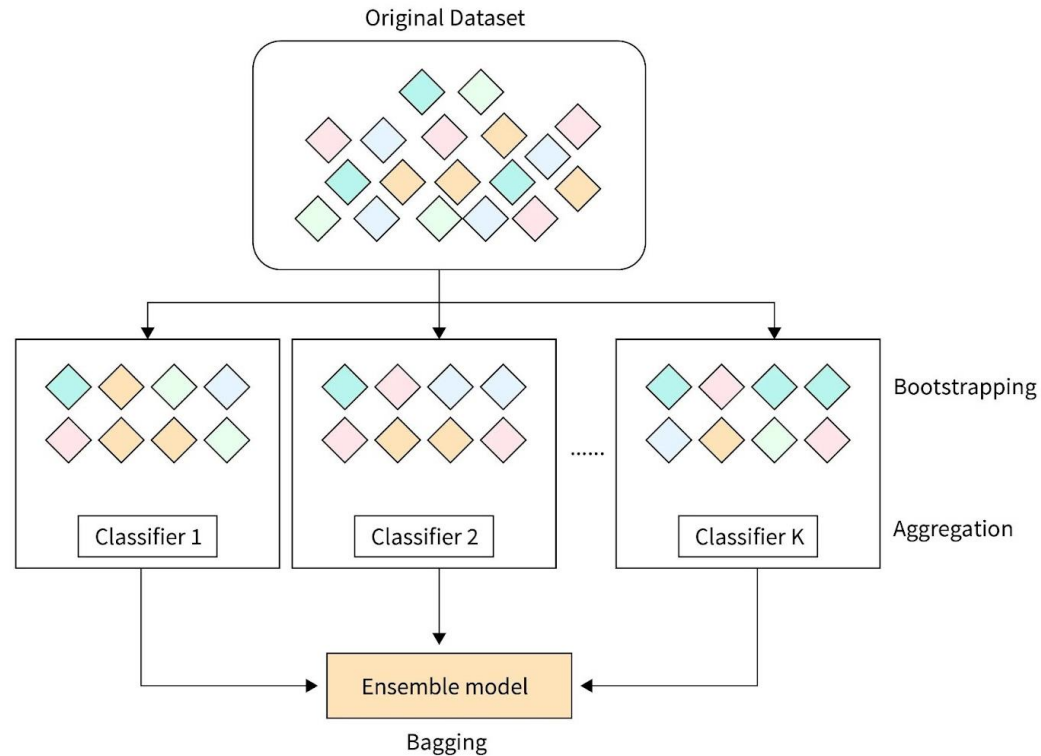 Original Dataset
Bootstrapping
......
Classifier 1
Classifier 2
Classifier K
Aggregation
Ensemble model
Bagging